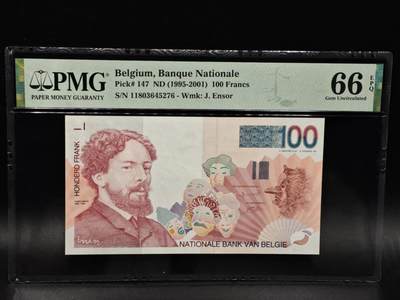 PMG
PAPER MONEY GUARANTY
Belgium, Banque Nationale
Pick# 147 ND (1995-2001) 100 Francs
S/N 11803645276 - Wmk: J. Ensor
66
EPQ
Gem Uncirculated
HONDERD FRANK
100
NATIONALE BANK VAN BELGIE